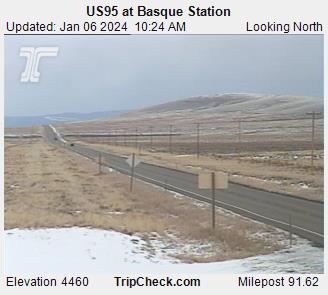 US95 at Basque Station
Updated: Jan 06 2024 10:24 AM Looking North
Elevation 4460 TripCheck.com Milepost 91.62